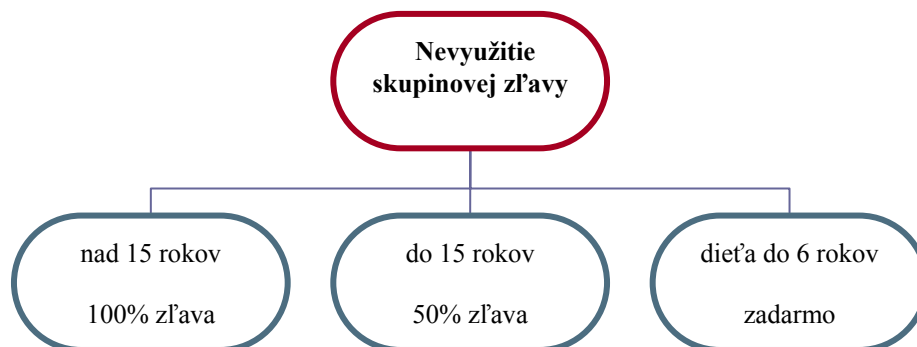 Nevyužitie
skupinovej zľavy
nad 15 rokov
100% zľava
do 15 rokov
50% zľava
dieťa do 6 rokov
zadarmo